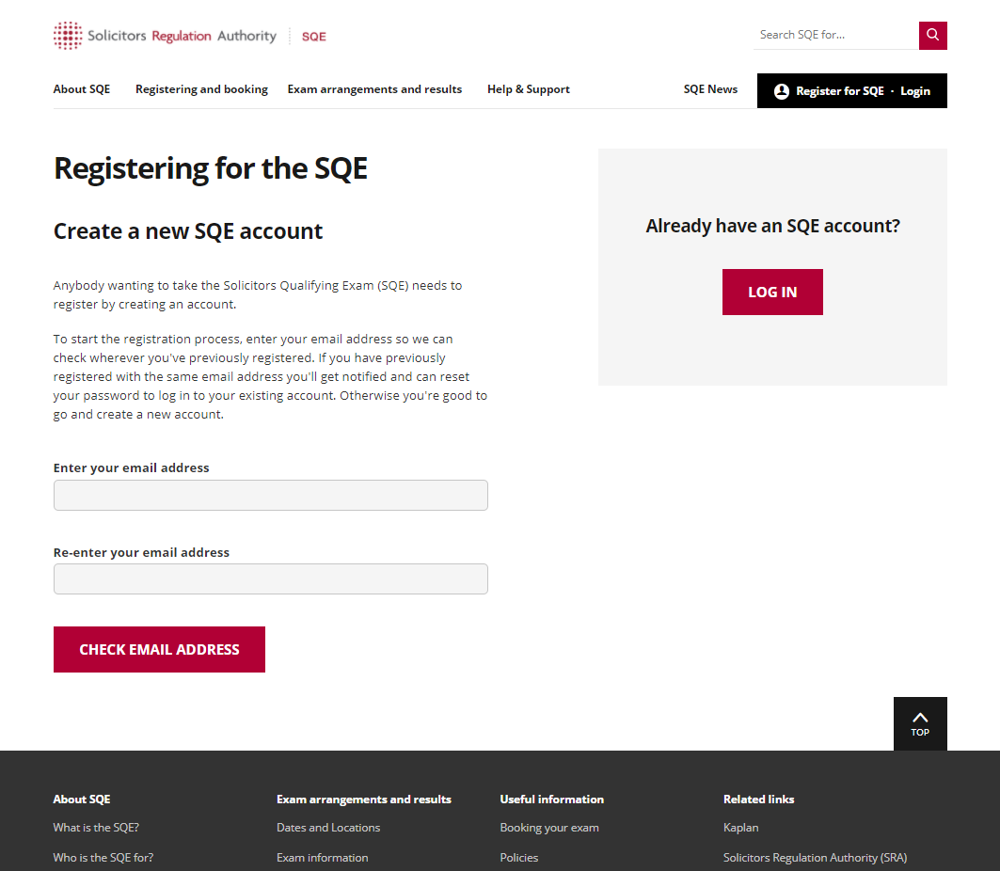 Solicitors Regulation Authority SQE
Search SQE for...
About SQE Registering and booking Exam arrangements and results Help & Support SQE News Register for SQE · Login
Registering for the SQE
Create a new SQE account
Anybody wanting to take the Solicitors Qualifying Exam (SQE) needs to
register by creating an account.
To start the registration process, enter your email address so we can
check wherever you've previously registered. If you have previously
registered with the same email address you'll get notified and can reset
your password to log in to your existing account. Otherwise you're good to
go and create a new account.
Enter your email address
Re-enter your email address
CHECK EMAIL ADDRESS
Already have an SQE account?
LOG IN
TOP
About SQE Exam arrangements and results Useful information Related links
What is the SQE? Dates and Locations Booking your exam Kaplan
Who is the SQE for? Exam information Policies Solicitors Regulation Authority (SRA)